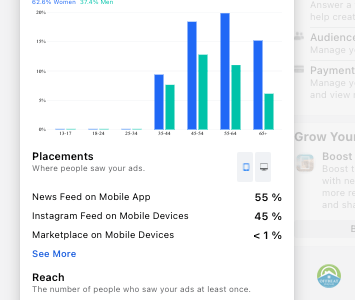 62.6% Women 37.4% Men
20%
15%
10%
5%
0%
13-17 18-24 25-34 35-44 45-54 55-64 65+
Placements
Where people saw your ads.
News Feed on Mobile App 55 %
Instagram Feed on Mobile Devices 45 %
Marketplace on Mobile Devices < 1 %
See More
Reach
The number of people who saw your ads at least once.
Answer a
help creat
Audience
Manage y
Payment
Manage y
and view
Grow Your
Boost
Boost t
with ne
more r
and sha